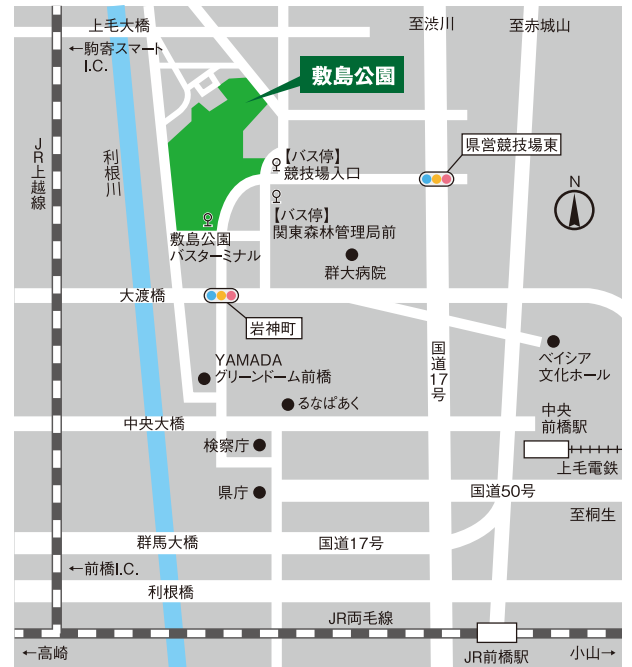 上毛大橋
←駒寄スマート
I.C.
至渋川
至赤城山
敷島公園
JR上越線
利根川
【バス停】
競技場入口
県営競技場東
N
【バス停】
関東森林管理局前
敷島公園
バスターミナル
群大病院
大渡橋
岩神町
国道17号
ベイシア
文化ホール
YAMADA
グリーンドーム前橋
るなぱあく
中央大橋
中央
前橋駅
検察庁
上毛電鉄
県庁
国道50号
至桐生
群馬大橋
国道17号
←前橋I.C.
利根橋
JR両毛線
←高崎
JR前橋駅
小山→